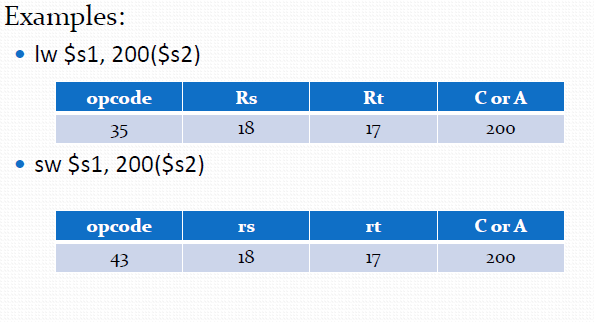 Examples:
• lw $s1, 200($s2)
opcode Rs Rt C or A
35 18 17 200
• sw $s1, 200($s2)
opcode rs rt C or A
43 18 17 200